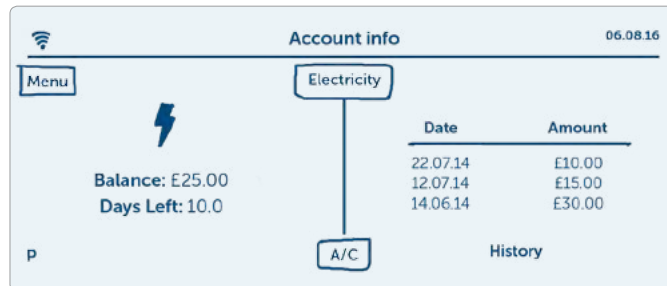 Account info 06.08.16
Menu
Electricity
Date Amount
22.07.14 £10.00
12.07.14 £15.00
14.06.14 £30.00
Balance: £25.00
Days Left: 10.0
P A/C History